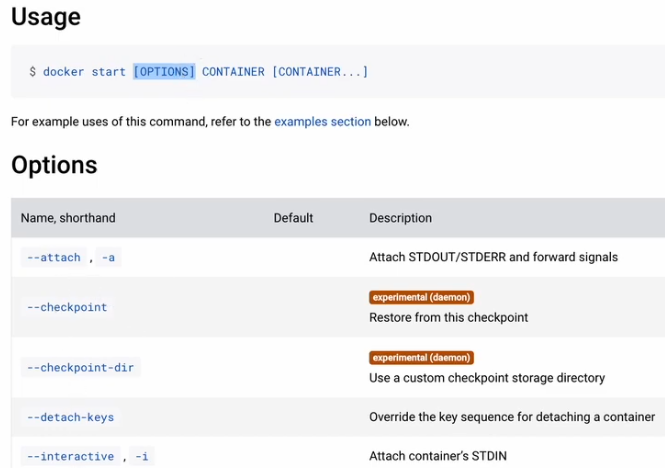 Usage
$ docker start [OPTIONS] CONTAINER [CONTAINER...]
For example uses of this command, refer to the examples section below.
Options
Name, shorthand Default Description
--attach , -a Attach STDOUT/STDERR and forward signals
--checkpoint experimental (daemon)
Restore from this checkpoint
--checkpoint-dir experimental (daemon)
Use a custom checkpoint storage directory
--detach-keys Override the key sequence for detaching a container
--interactive , -i Attach container’s STDIN